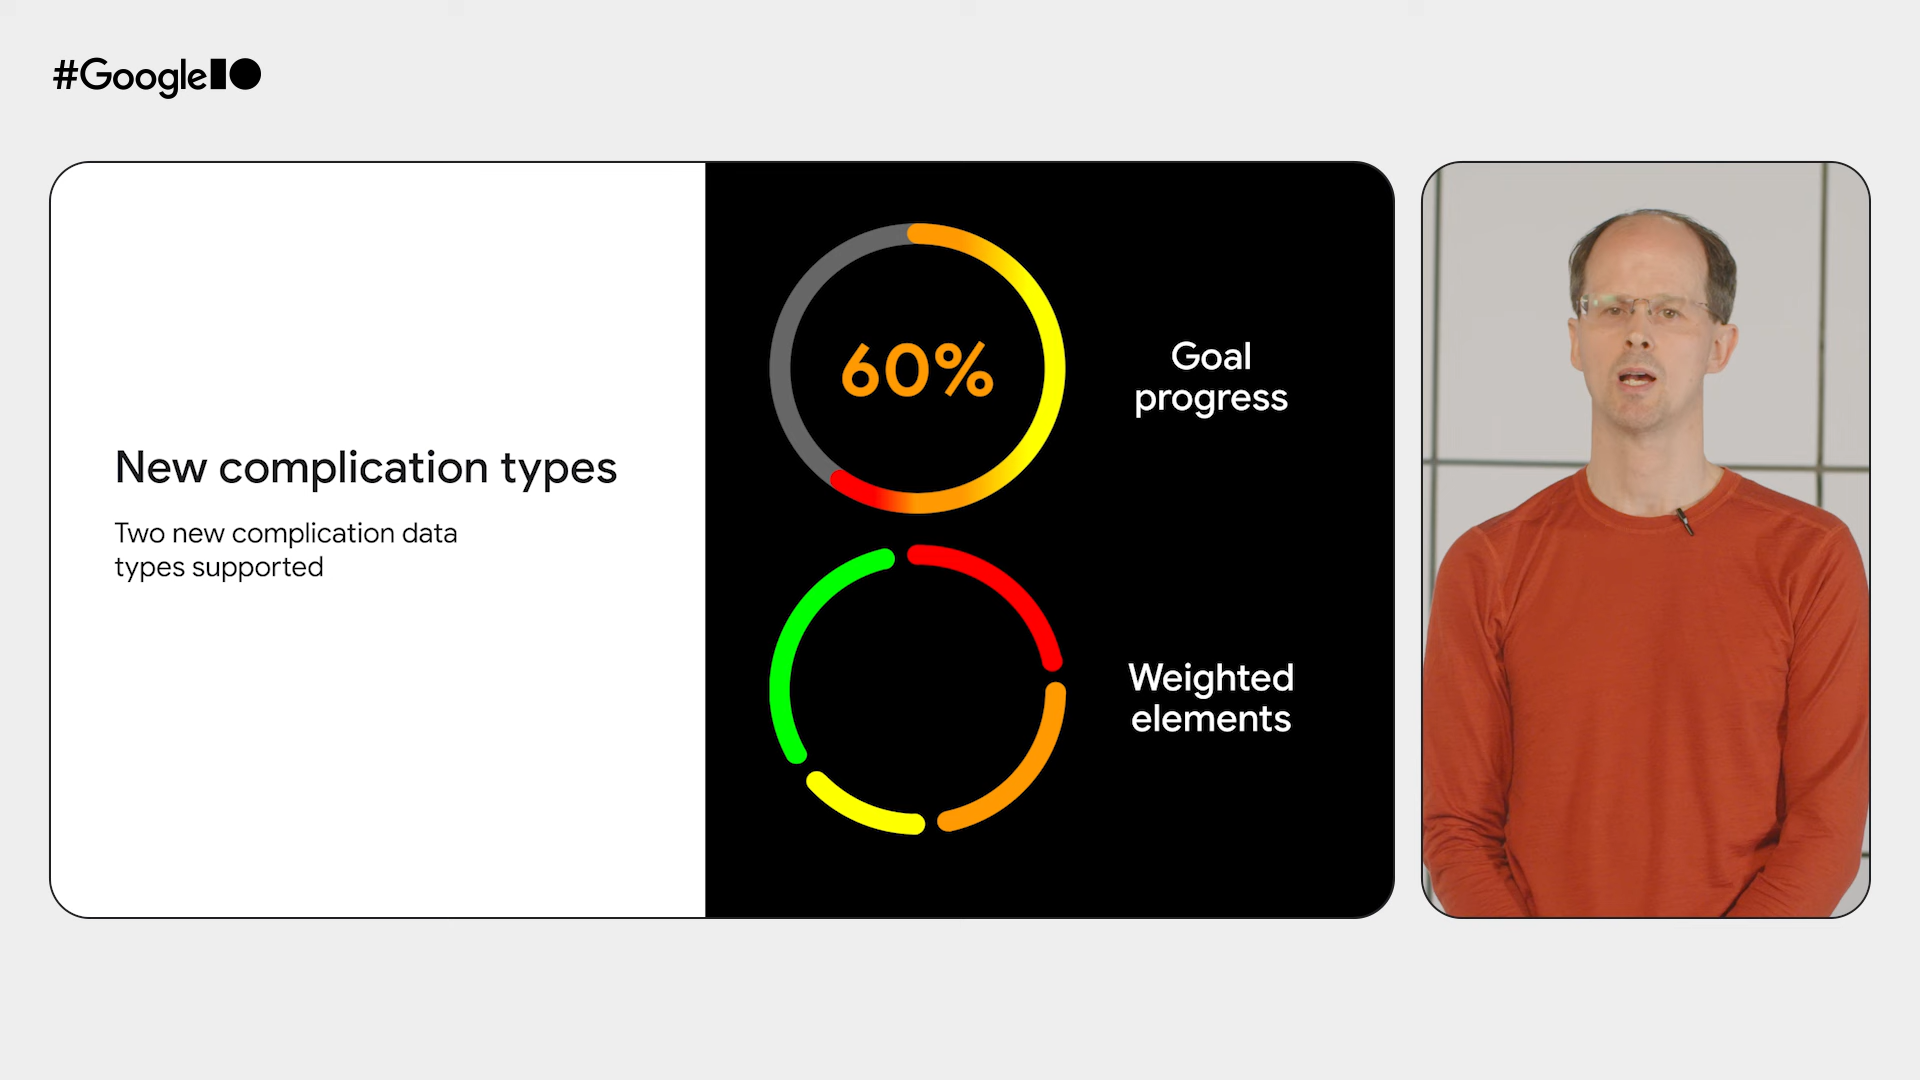 #GoogleIO
New complication types
Two new complication data
types supported
60%
Goal
progress
Weighted
elements